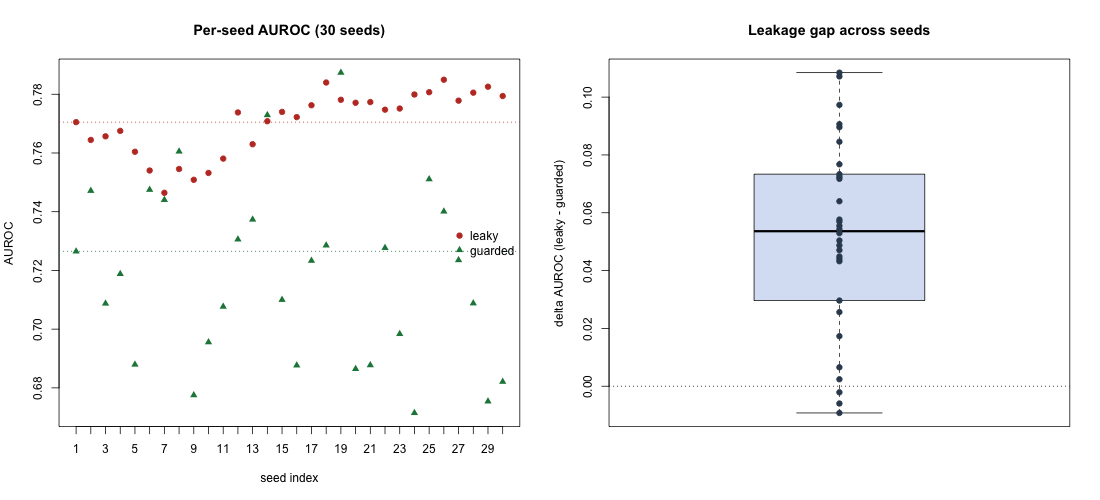 Per-seed AUROC (30 seeds)
AUROC
0.78
0.76
0.74
0.72
0.70
0.68
leaky
guarded
1 3 5 7 9 11 13 15 17 19 21 23 25 27 29
seed index
Leakage gap across seeds
delta AUROC (leaky - guarded)
0.10
0.08
0.06
0.04
0.02
0.00